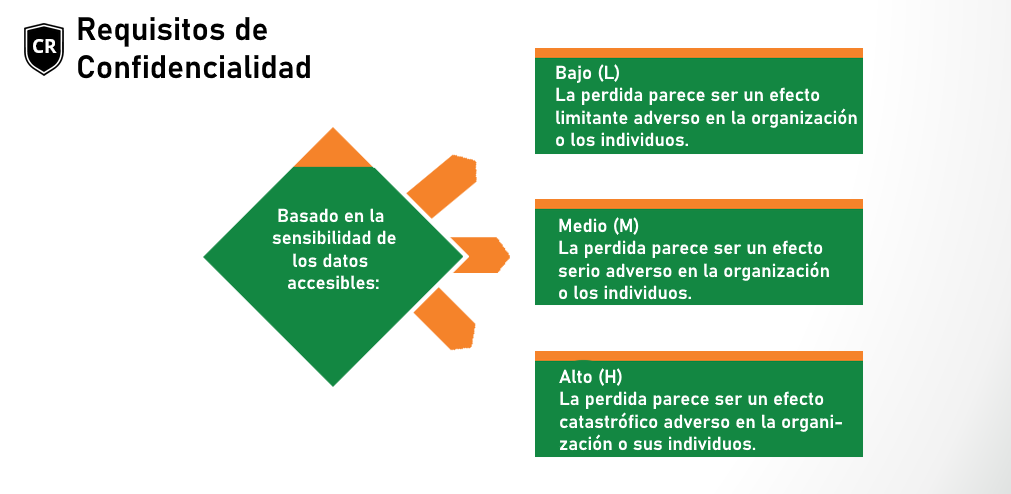 CR
Requisitos de
Confidencialidad
Basado en la
sensibilidad de
los datos
accesibles:
Bajo (L)
La perdida parece ser un efecto
limitante adverso en la organización
o los individuos.
Medio (M)
La perdida parece ser un efecto
serio adverso en la organización
o los individuos.
Alto (H)
La perdida parece ser un efecto
catastrófico adverso en la organi-
zación o sus individuos.